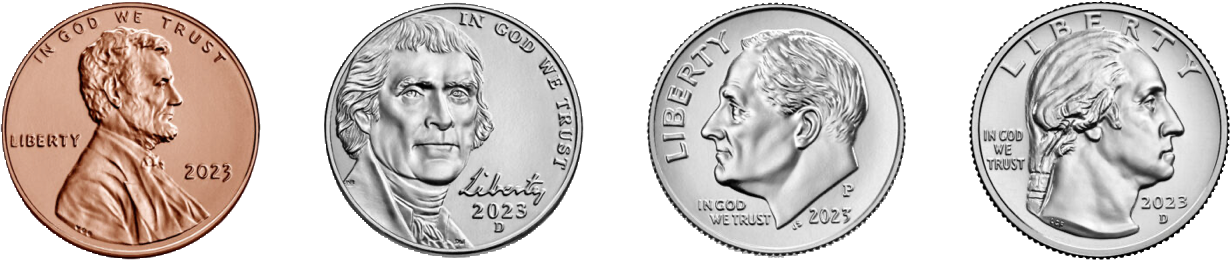 IN GOD WE TRUST
LIBERTY
2023
IN GOD WE TRUST
Liberty
2023
D
LIBERTY
IN GOD
WE TRUST
P
2023
LIBERTY
IN GOD
WE
TRUST
2023
D